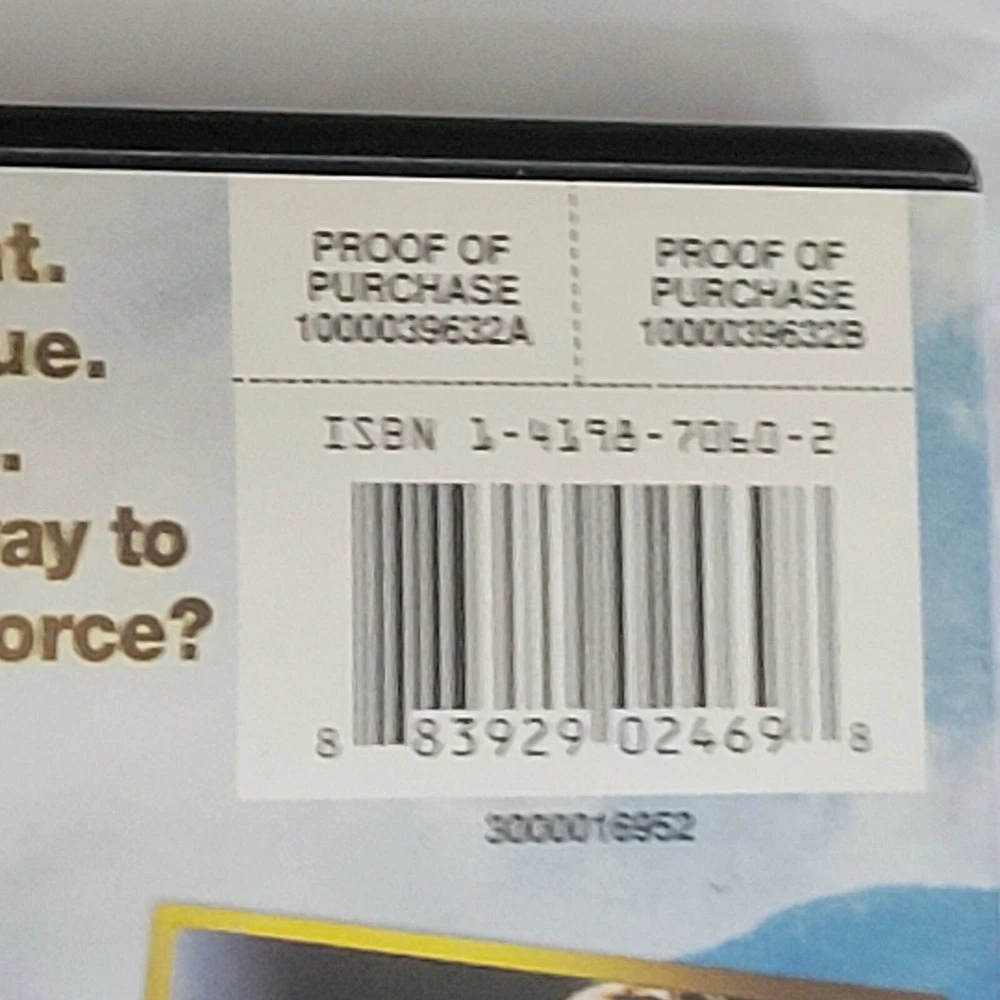 t.
ue.
.
ay to
orce?
PROOF OF
PURCHASE
1000039632A
PROOF OF
PURCHASE
1000039632B
ISBN 1-4198-7060-2
8 83929 02469 8
3000016952